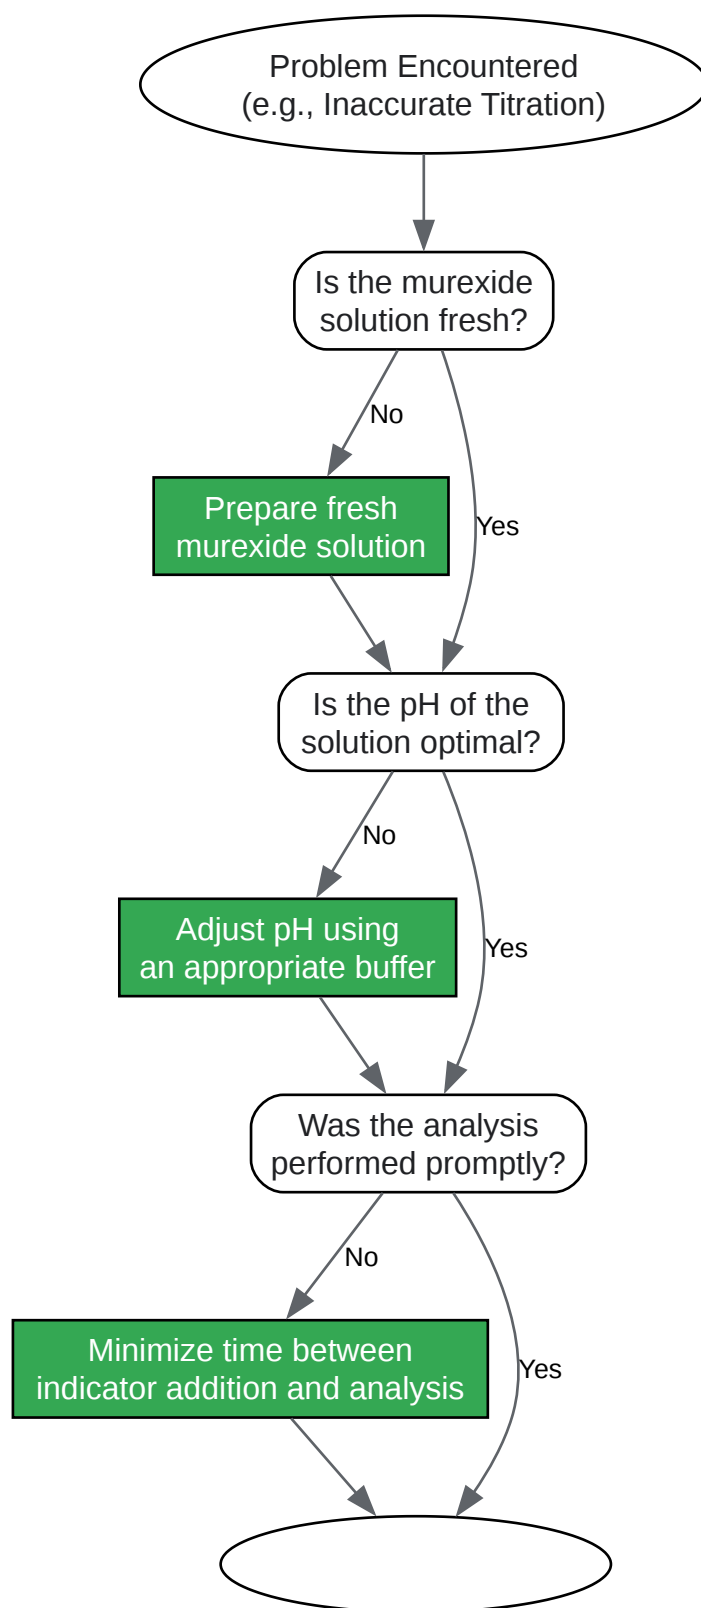 Problem Encountered
(e.g., Inaccurate Titration)
Is the murexide
solution fresh?
No
Prepare fresh
murexide solution
Yes
Is the pH of the
solution optimal?
No
Adjust pH using
an appropriate buffer
Yes
Was the analysis
performed promptly?
No
Minimize time between
indicator addition and analysis
Yes